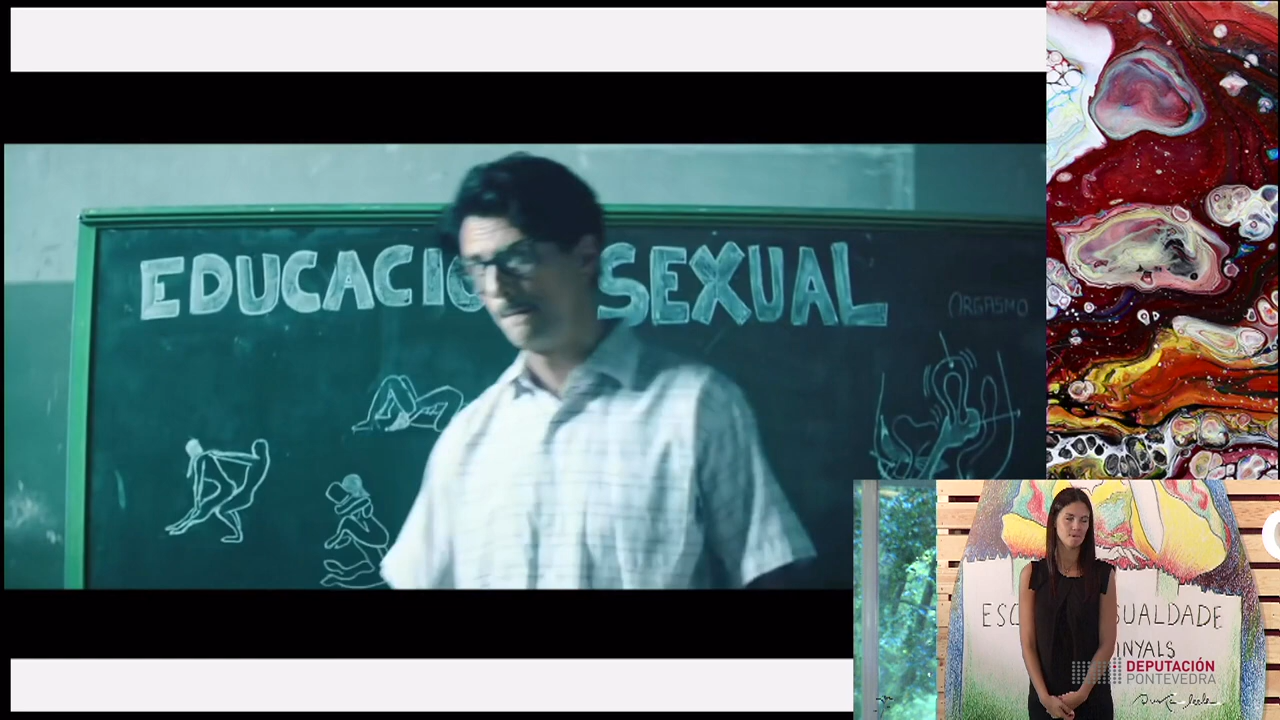 EDUCACIO SEXUAL
ORGASMO
ESC SUALDADE
INYALS
DEPUTACIÓN
PONTEVEDRA